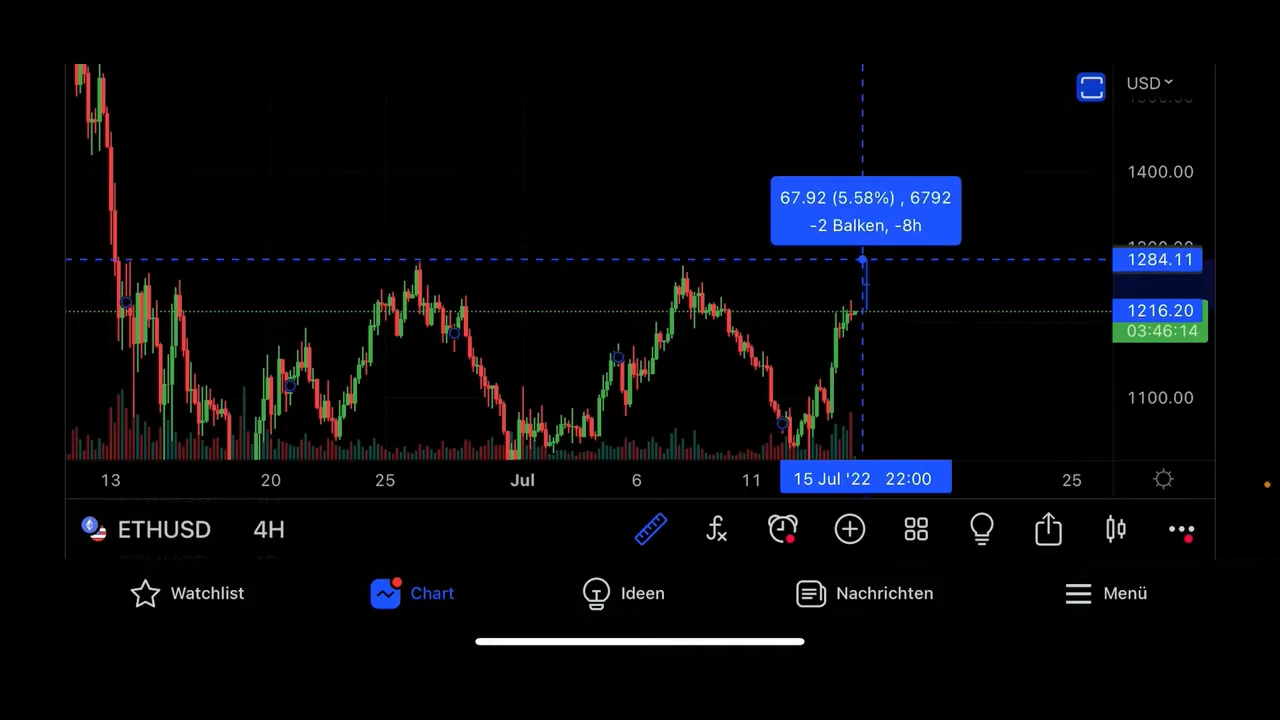 USD
1400.00
67.92 (5.58%) , 6792
-2 Balken, -8h
1284.11
1216.20
03:46:14
1100.00
13 20 25 Jul 6 11 15 Jul '22 22:00 25
ETHUSD 4H
Watchlist Chart Ideen Nachrichten Menü